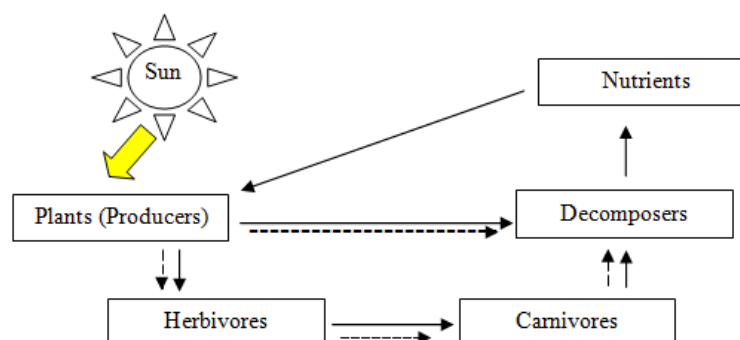 Sun
Nutrients
Plants (Producers)
Decomposers
Herbivores
Carnivores